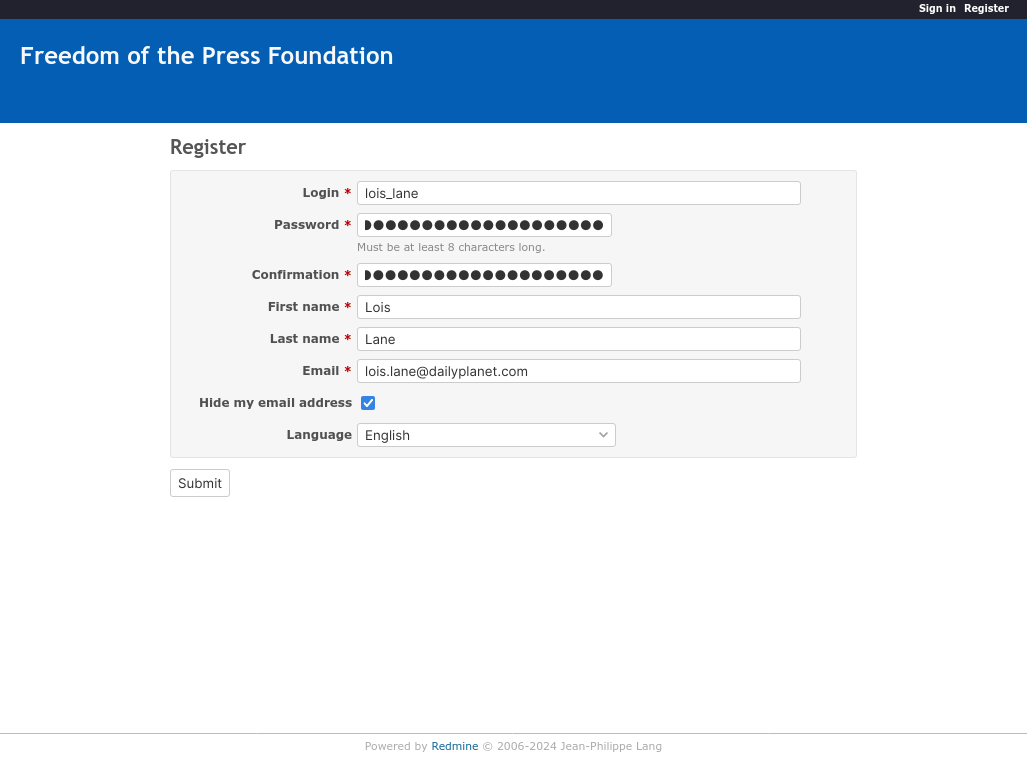 Sign in Register
Freedom of the Press Foundation
Register
Login * lois_lane
Password * ●●●●●●●●●●●●●●●●●●●●
Must be at least 8 characters long.
Confirmation * ●●●●●●●●●●●●●●●●●●●●
First name * Lois
Last name * Lane
Email * lois.lane@dailyplanet.com
Hide my email address
Language English
Submit
Powered by Redmine © 2006-2024 Jean-Philippe Lang